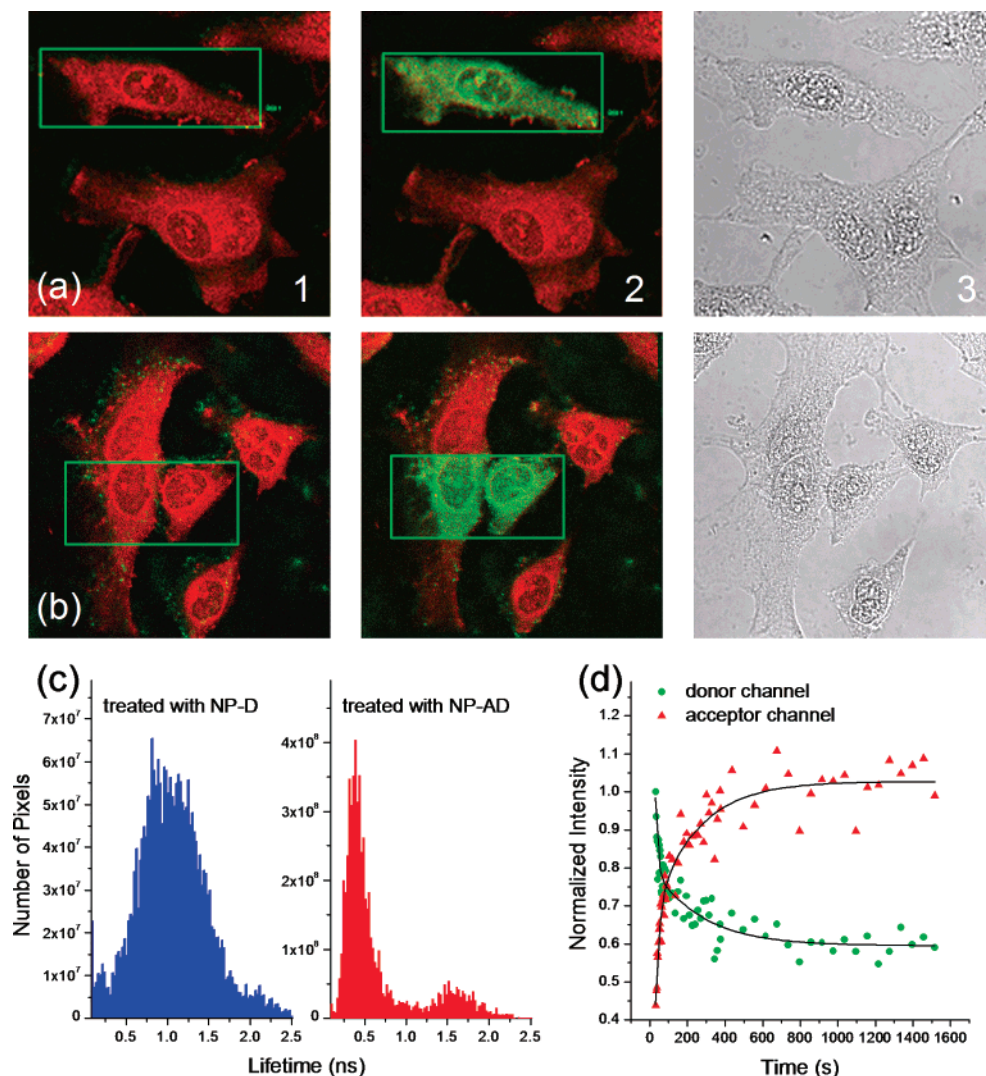 (a) 1 2 3
(b)
(c)
treated with NP-D
treated with NP-AD
Number of Pixels
7x10⁷
6x10⁷
5x10⁷
4x10⁷
3x10⁷
2x10⁷
1x10⁷
0
0.5 1.0 1.5 2.0 2.5
4x10⁸
3x10⁸
2x10⁸
1x10⁸
0
0.5 1.0 1.5 2.0 2.5
Lifetime (ns)
(d)
donor channel
acceptor channel
Normalized Intensity
1.2
1.1
1.0
0.9
0.8
0.7
0.6
0.5
0.4
0 200 400 600 800 1000 1200 1400 1600
Time (s)